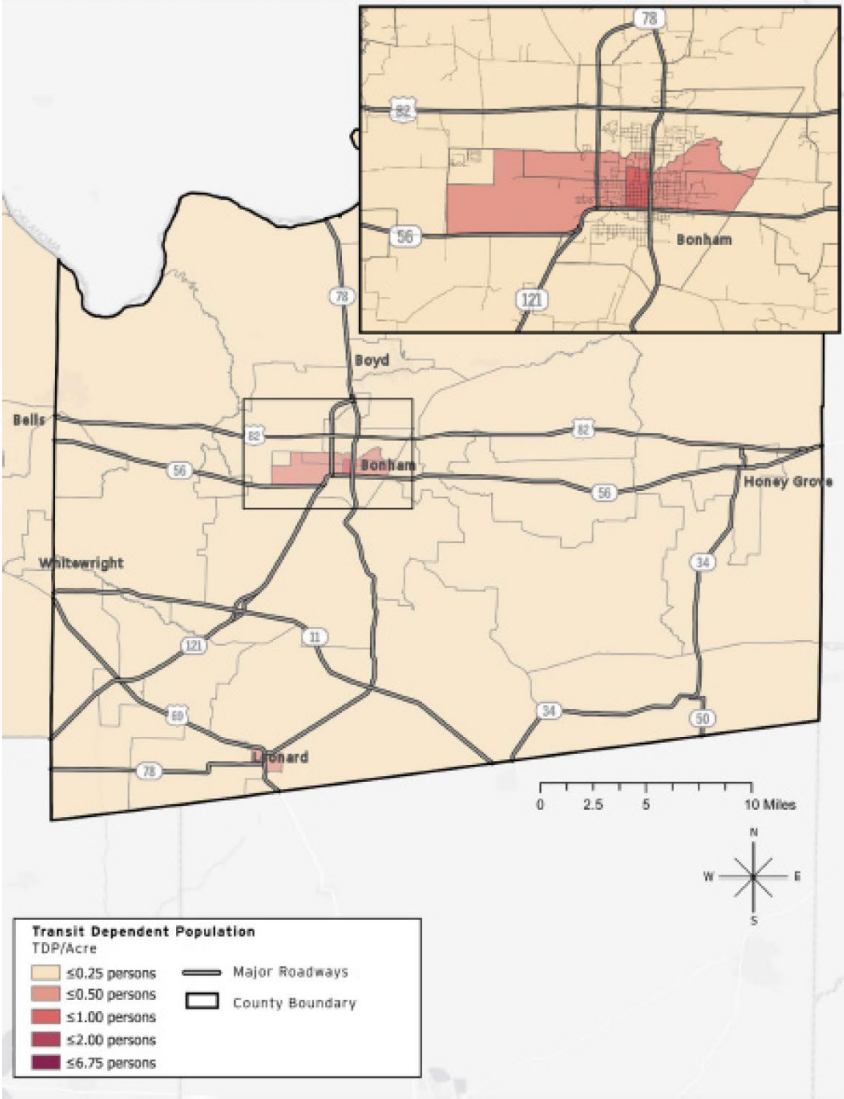 78
82
56
Bonham
121
OKLAHOMA
78
Boyd
Bells
82
82
56
Bonham
56
Honey Grove
Whitewright
34
121
11
69
34
50
Leonard
78
0 2.5 5 10 Miles
N
W E
S
Transit Dependent Population
TDP/Acre
≤0.25 persons
Major Roadways
≤0.50 persons
County Boundary
≤1.00 persons
≤2.00 persons
≤6.75 persons